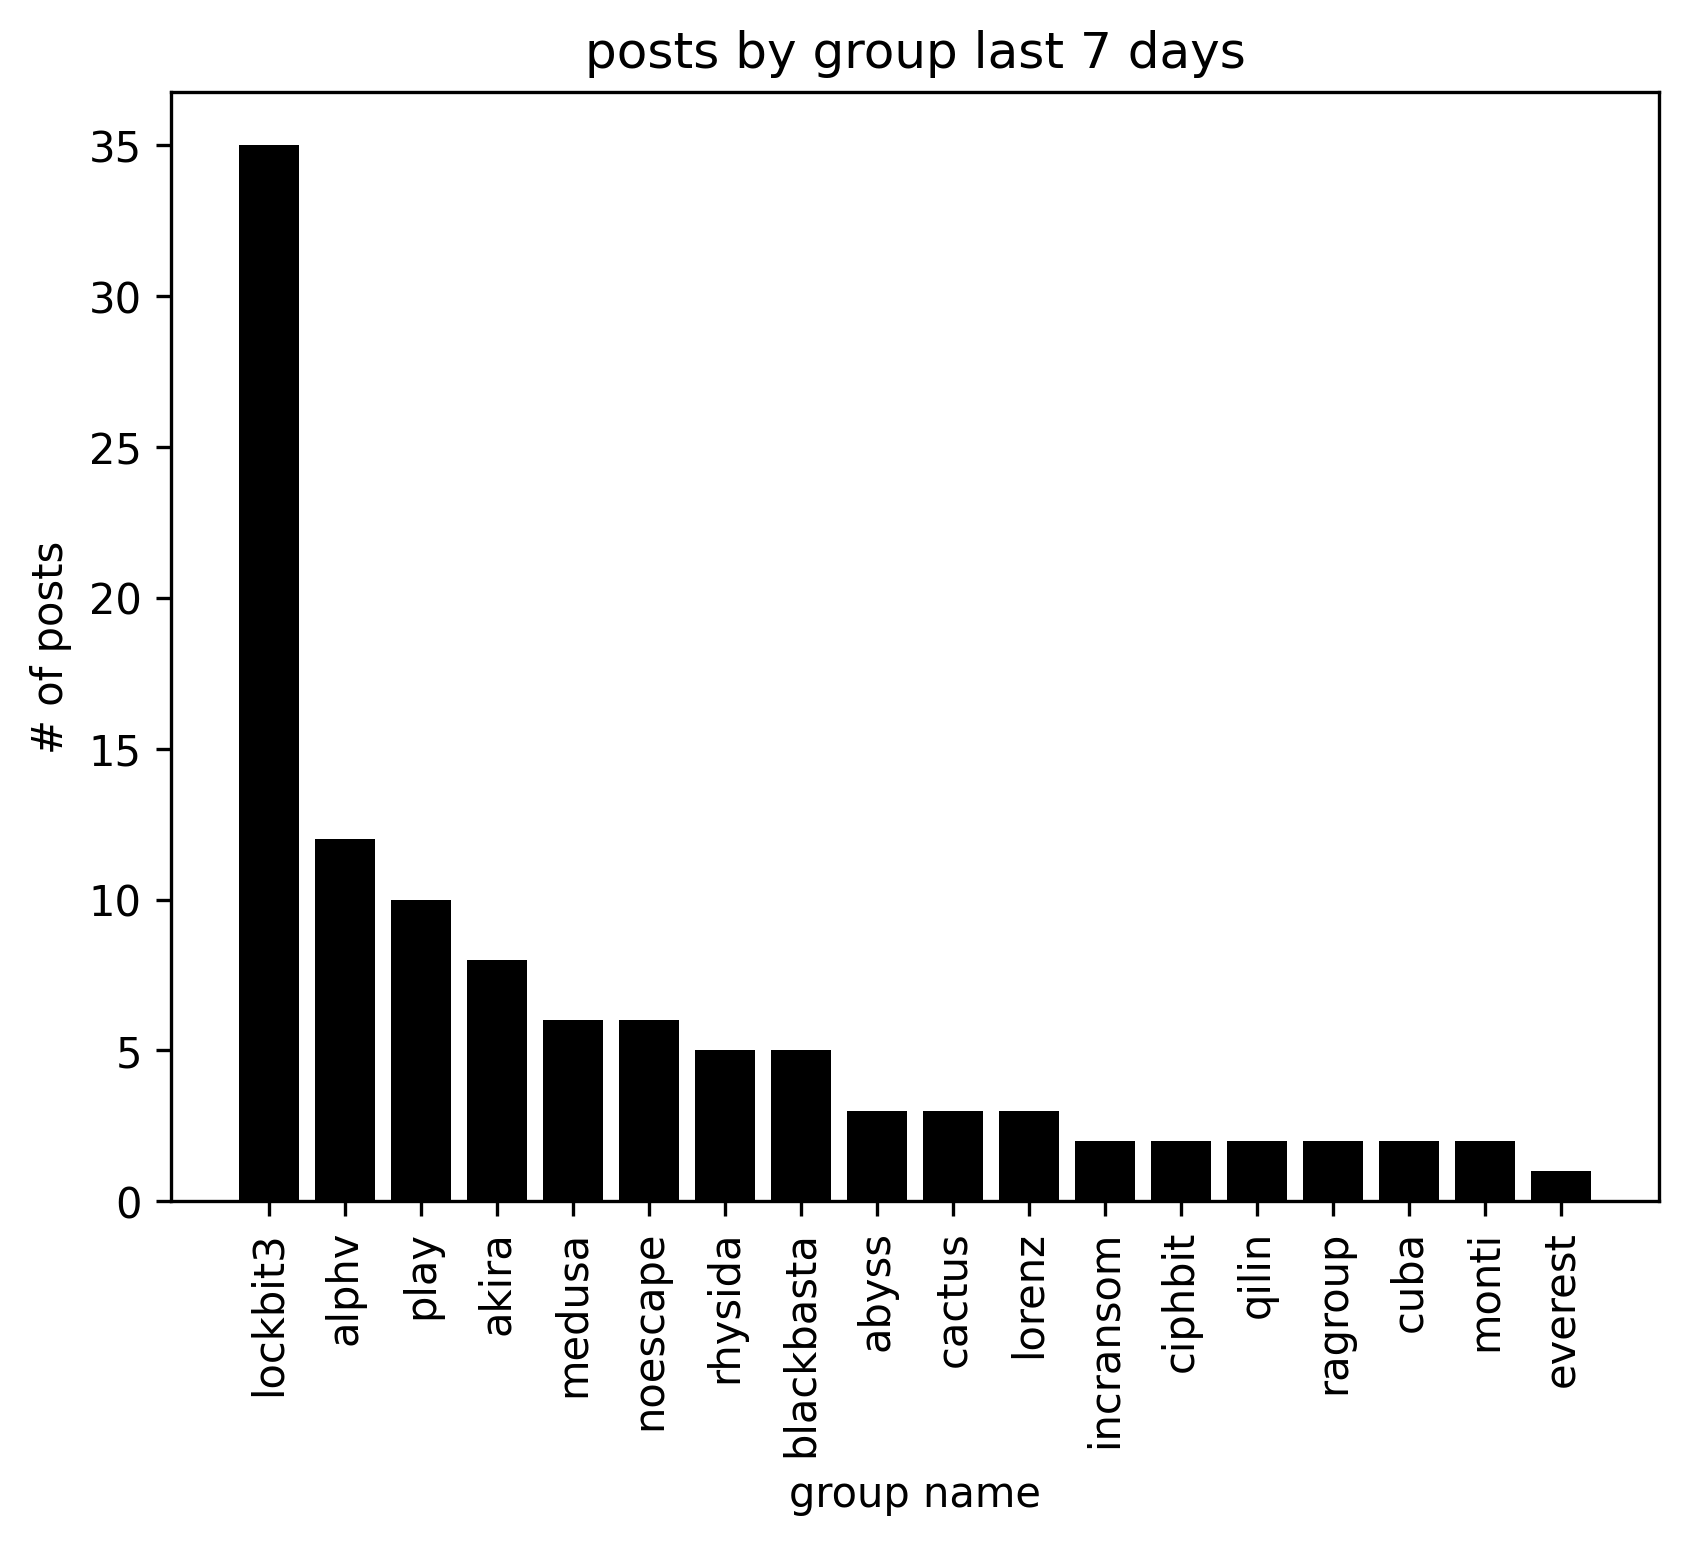 posts by group last 7 days
# of posts
35
30
25
20
15
10
5
0
lockbit3
alphv
play
akira
medusa
noescape
rhysida
blackbasta
abyss
cactus
lorenz
incransom
ciphbit
qilin
ragroup
cuba
monti
everest
group name